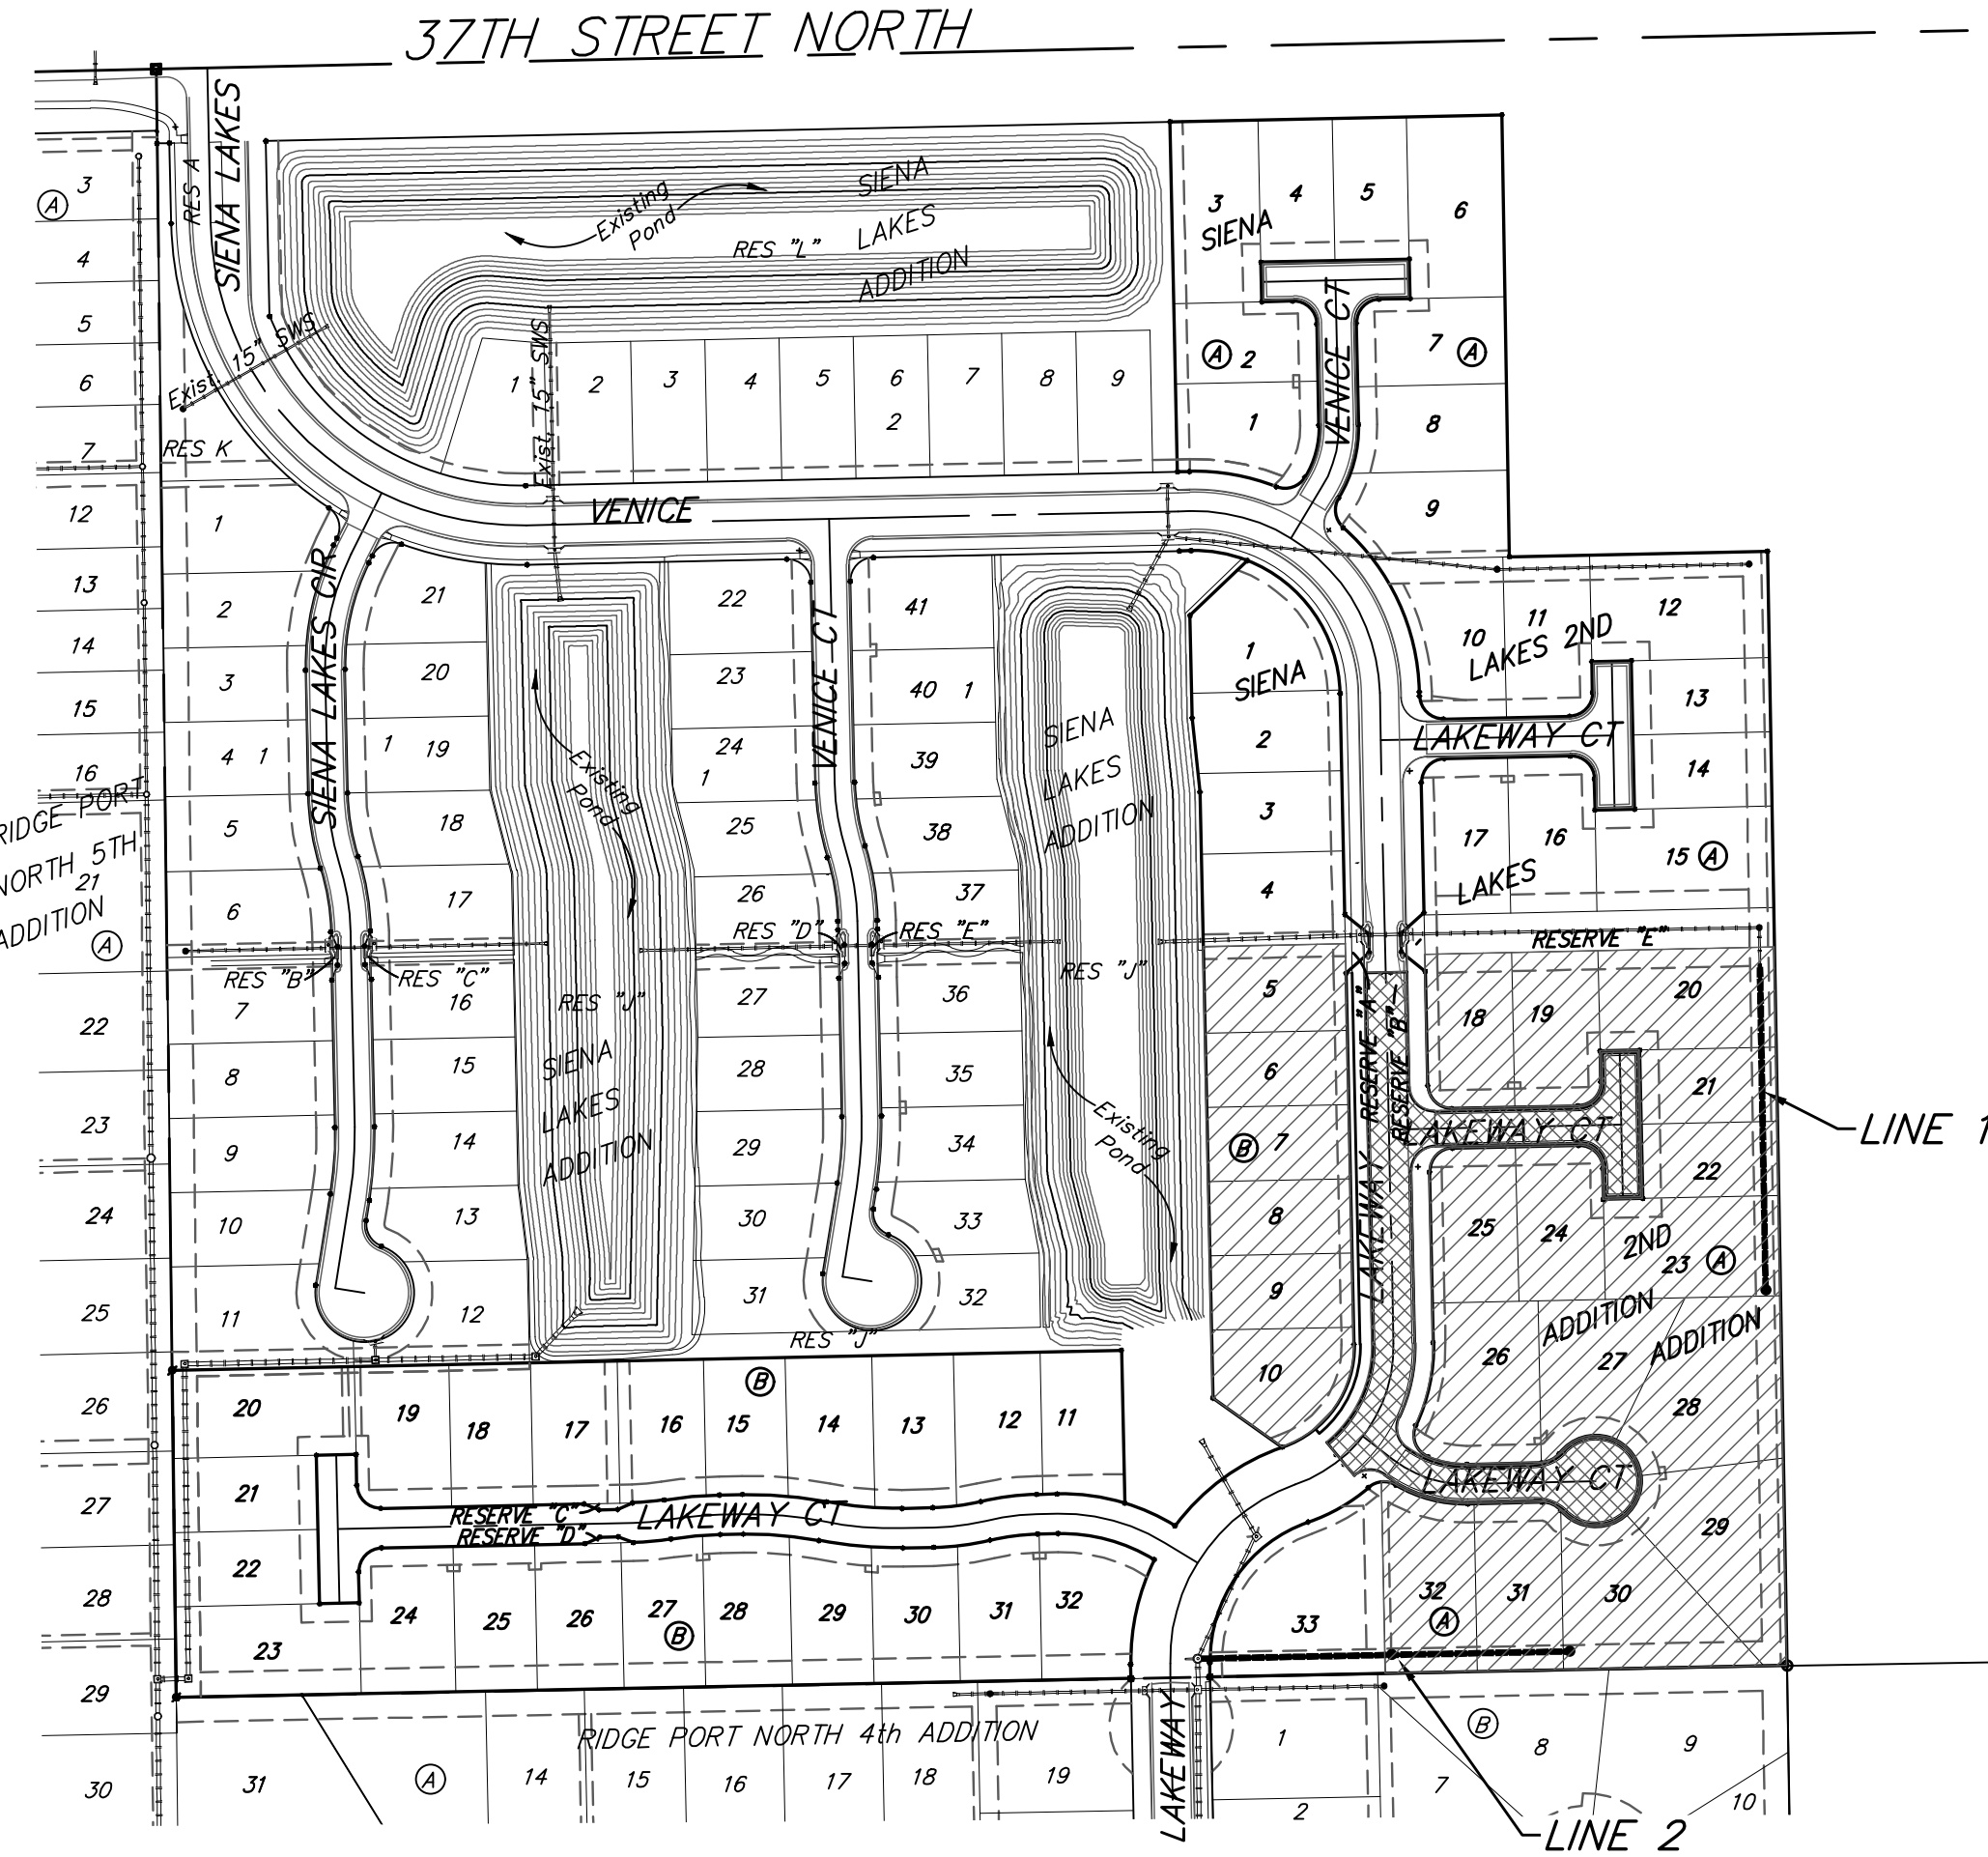 37TH STREET NORTH
SIENA LAKES
RES A
3
A
4
5
6
7
RES K
Exist. 15" SWS
Existing
Pond
RES "L"
SIENA
LAKES
ADDITION
Exist. 15" SWS
1
2
3
4
5
6
7
8
9
2
3
4
5
6
SIENA
A
2
1
VENICE CT
7
A
8
9
VENICE
12
13
14
15
16
RIDGE PORT
NORTH 5TH
ADDITION
21
A
22
23
24
25
26
27
28
29
30
1
2
3
4
1
5
6
RES "B"
7
8
9
10
11
SIENA LAKES CIR
21
20
1
19
18
17
RES "C"
16
15
14
13
12
Existing
Pond
RES "J"
SIENA
LAKES
ADDITION
22
23
24
1
25
26
RES "D"
27
28
29
30
31
VENICE CT
41
40
1
39
38
37
RES "E"
36
35
34
33
32
RES "J"
SIENA
LAKES
ADDITION
RES "J"
Existing
Pond
1
SIENA
2
3
4
5
6
B
7
8
9
10
10
11
12
LAKES 2ND
13
LAKEWAY CT
14
17
16
15
A
LAKES
RESERVE "E"
RESERVE "A"
RESERVE "B"
LAKEWAY
18
19
20
21
LAKEWAY CT
22
LINE 1
25
24
2ND
23
A
ADDITION
ADDITION
26
27
28
LAKEWAY CT
29
32
31
30
A
33
20
19
18
17
B
16
15
14
13
12
11
21
22
23
RESERVE "C"
RESERVE "D"
LAKEWAY CT
24
25
26
27
B
28
29
30
31
32
RIDGE PORT NORTH 4th ADDITION
31
A
14
15
16
17
18
19
LAKEWAY
1
2
B
7
8
9
10
LINE 2